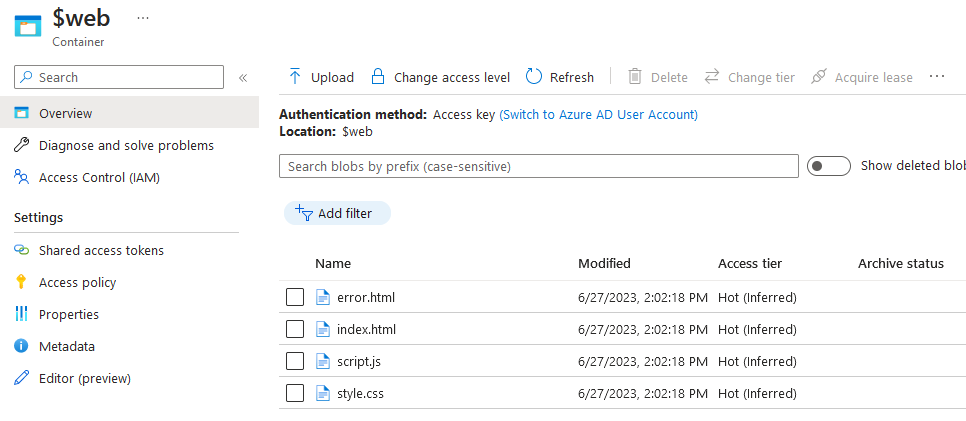 $web ...
Container
Search «
Overview
Diagnose and solve problems
Access Control (IAM)
Settings
Shared access tokens
Access policy
Properties
Metadata
Editor (preview)
Upload Change access level Refresh Delete Change tier Acquire lease ...
Authentication method: Access key (Switch to Azure AD User Account)
Location: $web
Search blobs by prefix (case-sensitive) Show deleted blob
Add filter
Name Modified Access tier Archive status
error.html 6/27/2023, 2:02:18 PM Hot (Inferred)
index.html 6/27/2023, 2:02:18 PM Hot (Inferred)
script.js 6/27/2023, 2:02:18 PM Hot (Inferred)
style.css 6/27/2023, 2:02:18 PM Hot (Inferred)